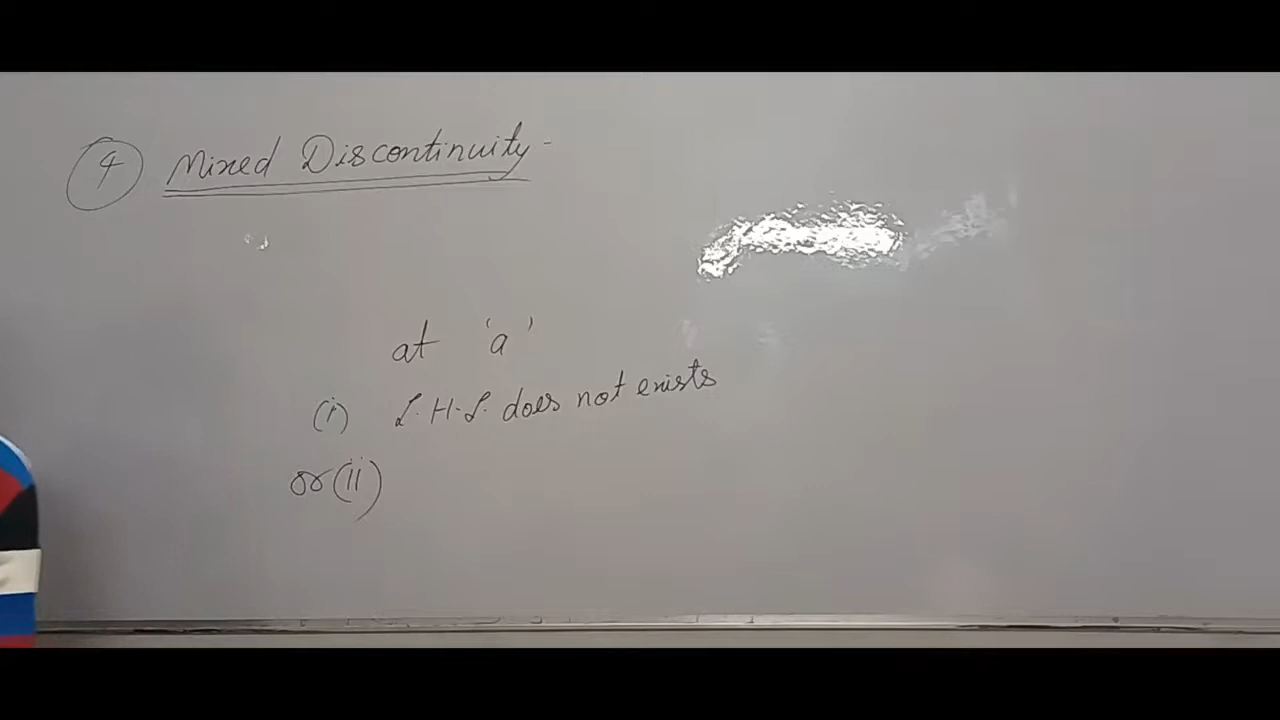 4 Mixed Discontinuity -
at 'a'
(i) L.H.L. does not exists
or (ii)